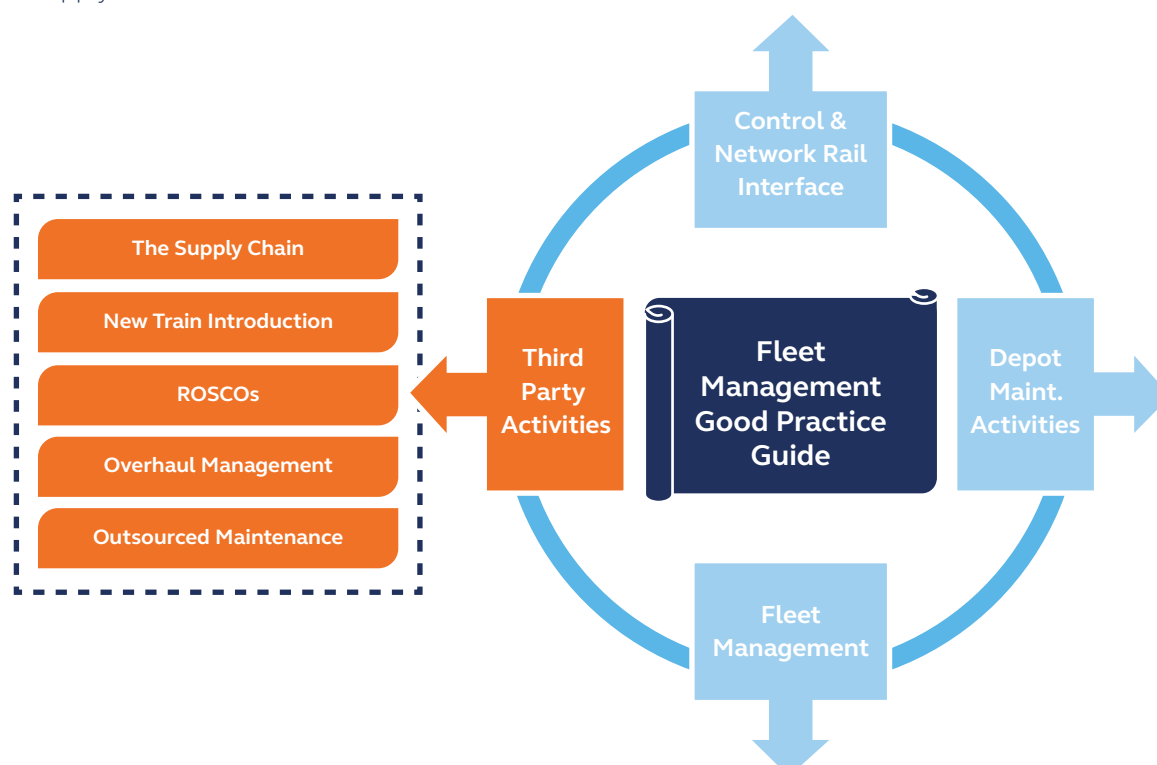 Control &
Network Rail
Interface
The Supply Chain
New Train Introduction
ROSCOs
Overhaul Management
Outsourced Maintenance
Third
Party
Activities
Fleet
Management
Good Practice
Guide
Depot
Maint.
Activities
Fleet
Management